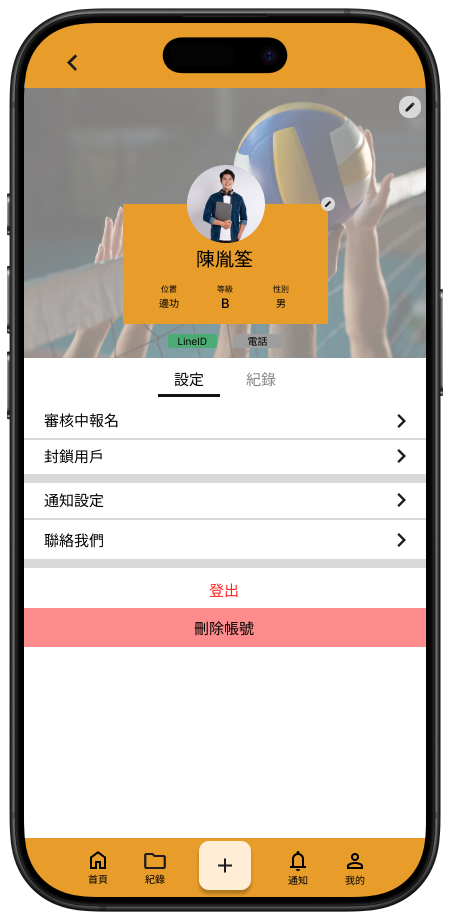 陳胤筌
位置 等級 性別
邊功 B 男
LineID 電話
設定 紀錄
審核中報名
封鎖用戶
通知設定
聯絡我們
登出
刪除帳號
首頁 紀錄 通知 我的